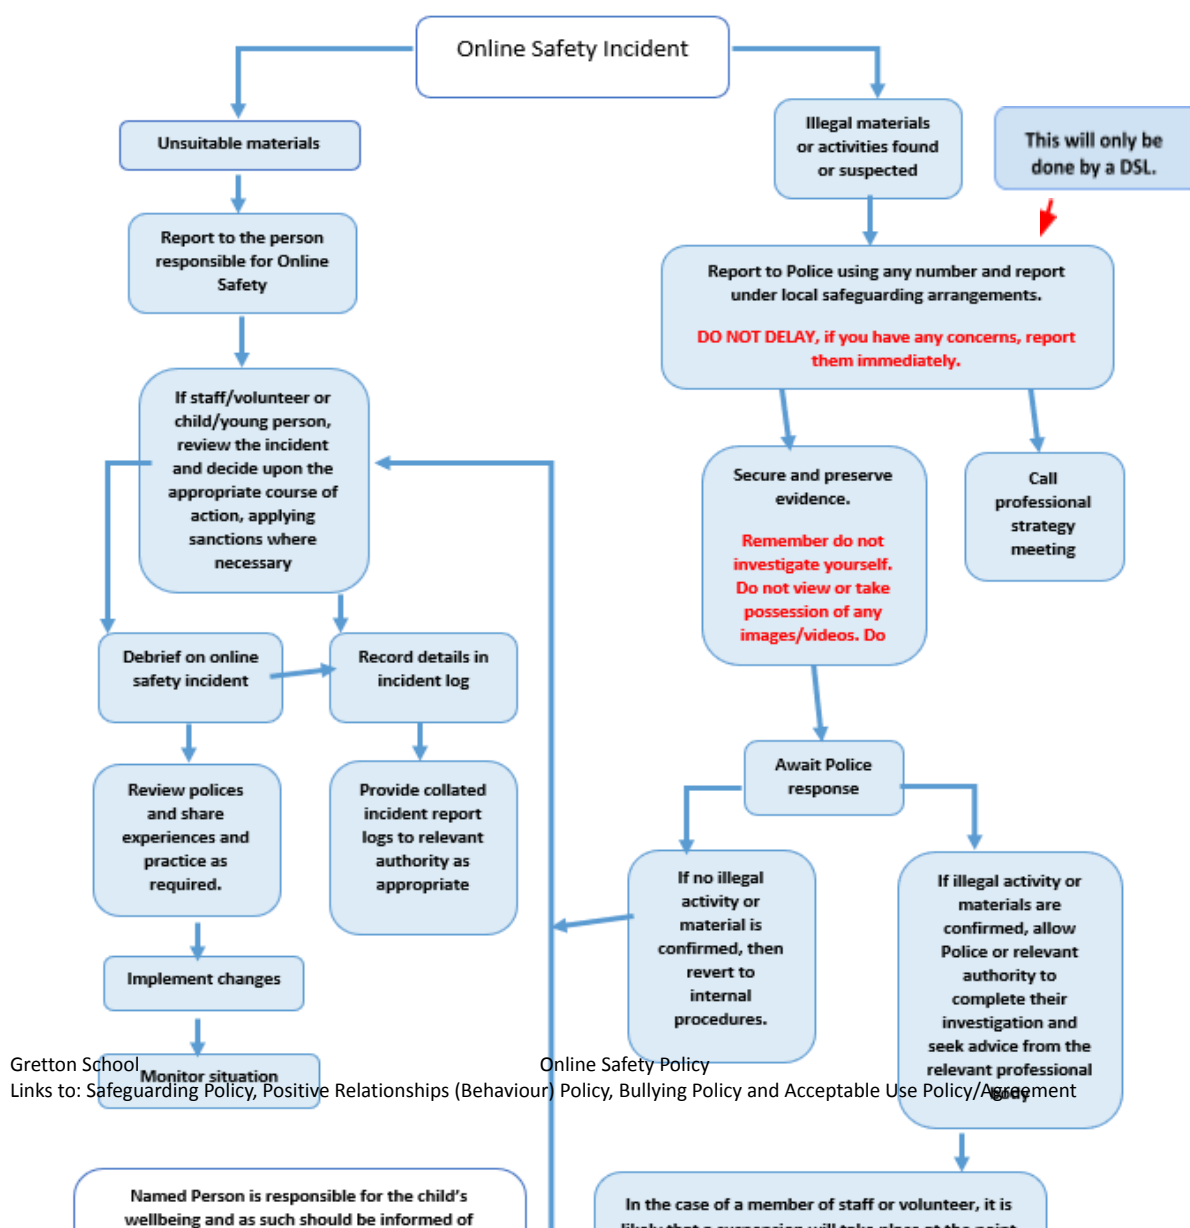 Online Safety Incident
Unsuitable materials
Illegal materials
or activities found
or suspected
This will only be
done by a DSL.
Report to the person
responsible for Online
Safety
Report to Police using any number and report
under local safeguarding arrangements.
DO NOT DELAY, if you have any concerns, report
them immediately.
If staff/volunteer or
child/young person,
review the incident
and decide upon the
appropriate course of
action, applying
sanctions where
necessary
Secure and preserve
evidence.
Remember do not
investigate yourself.
Do not view or take
possession of any
images/videos. Do
Call
professional
strategy
meeting
Debrief on online
safety incident
Record details in
incident log
Review polices
and share
experiences and
practice as
required.
Provide collated
incident report
logs to relevant
authority as
appropriate
Await Police
response
If no illegal
activity or
material is
confirmed, then
revert to
internal
procedures.
If illegal activity or
materials are
confirmed, allow
Police or relevant
authority to
complete their
investigation and
seek advice from the
relevant professional
body
Implement changes
Monitor situation
Gretton School
Online Safety Policy
Links to: Safeguarding Policy, Positive Relationships (Behaviour) Policy, Bullying Policy and Acceptable Use Policy/Agreement
Named Person is responsible for the child's
wellbeing and as such should be informed of
In the case of a member of staff or volunteer, it is
likely that a suspension will take place at the point